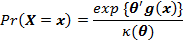 Pr(X = x) = exp {θ′g(x)} / κ(θ)